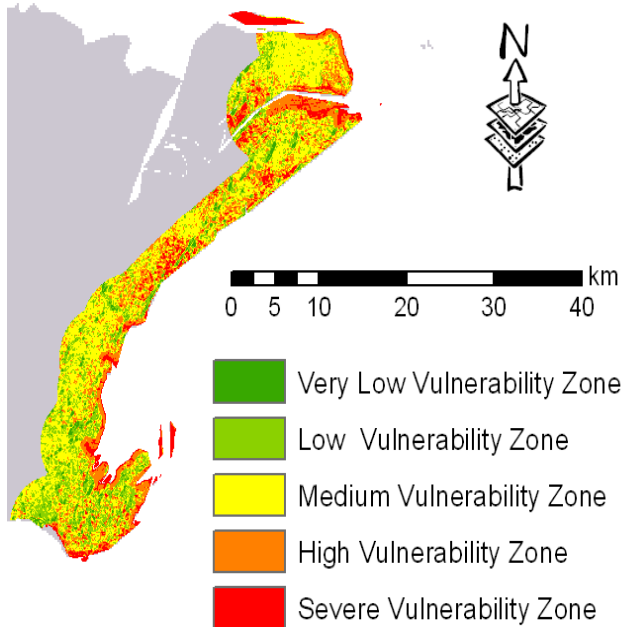 N
km
0 5 10 20 30 40
Very Low Vulnerability Zone
Low Vulnerability Zone
Medium Vulnerability Zone
High Vulnerability Zone
Severe Vulnerability Zone